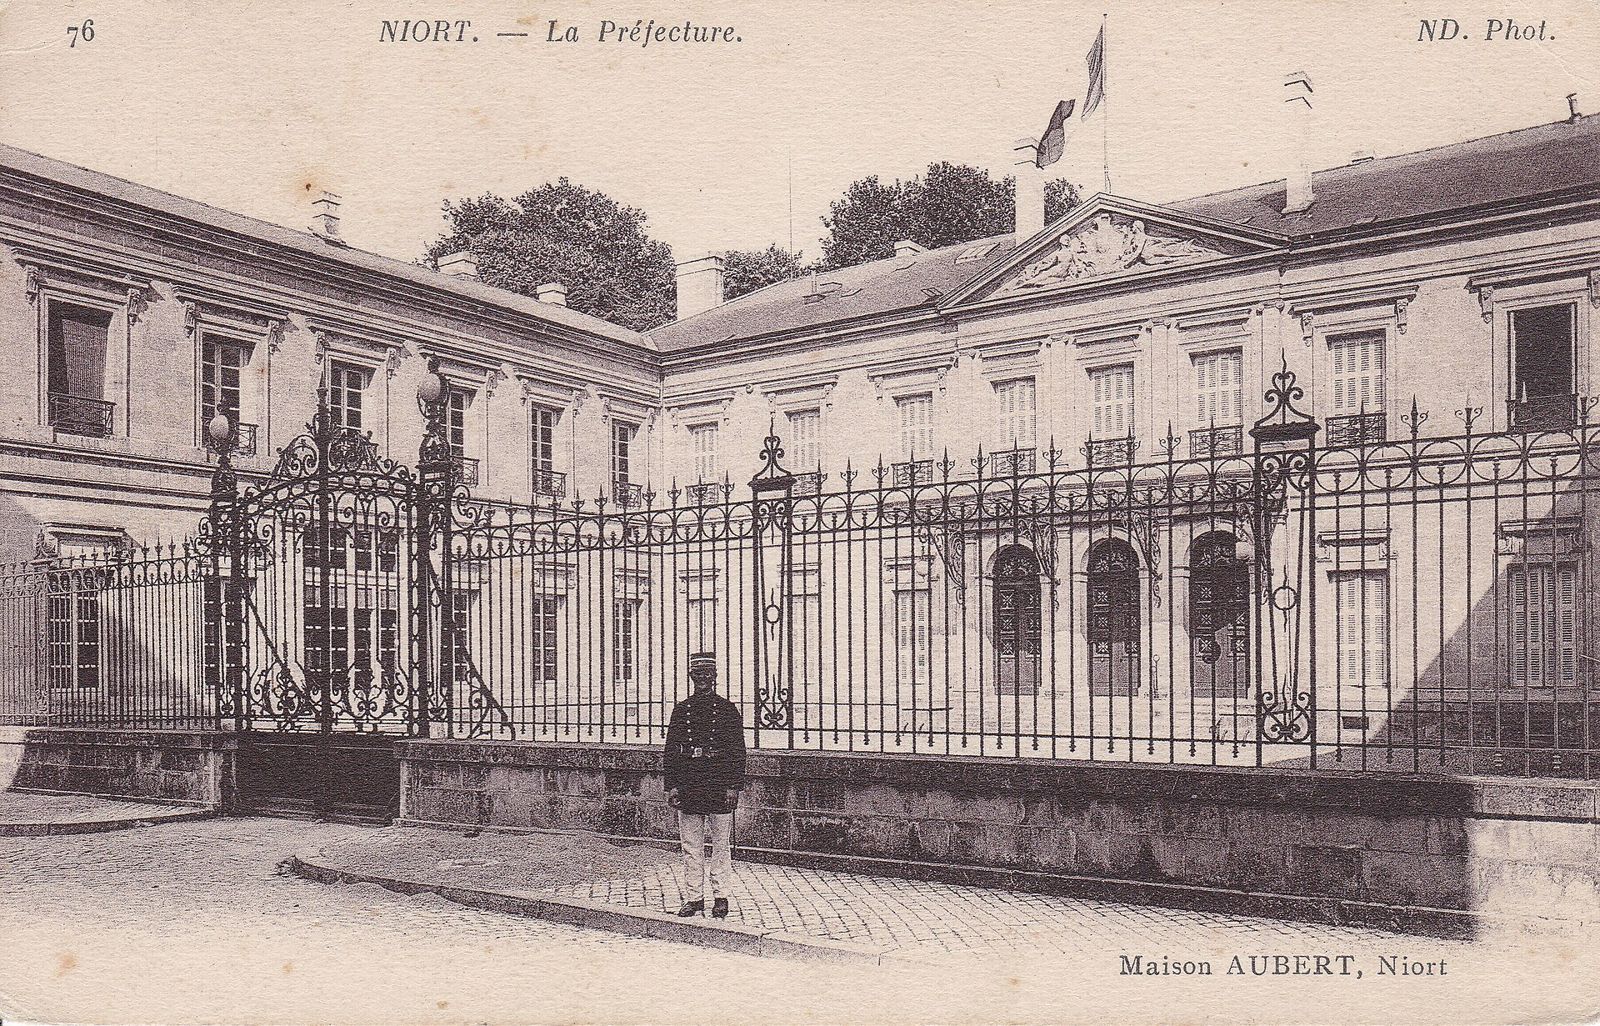 76
NIORT. — La Préfecture.
ND. Phot.
Maison AUBERT, Niort